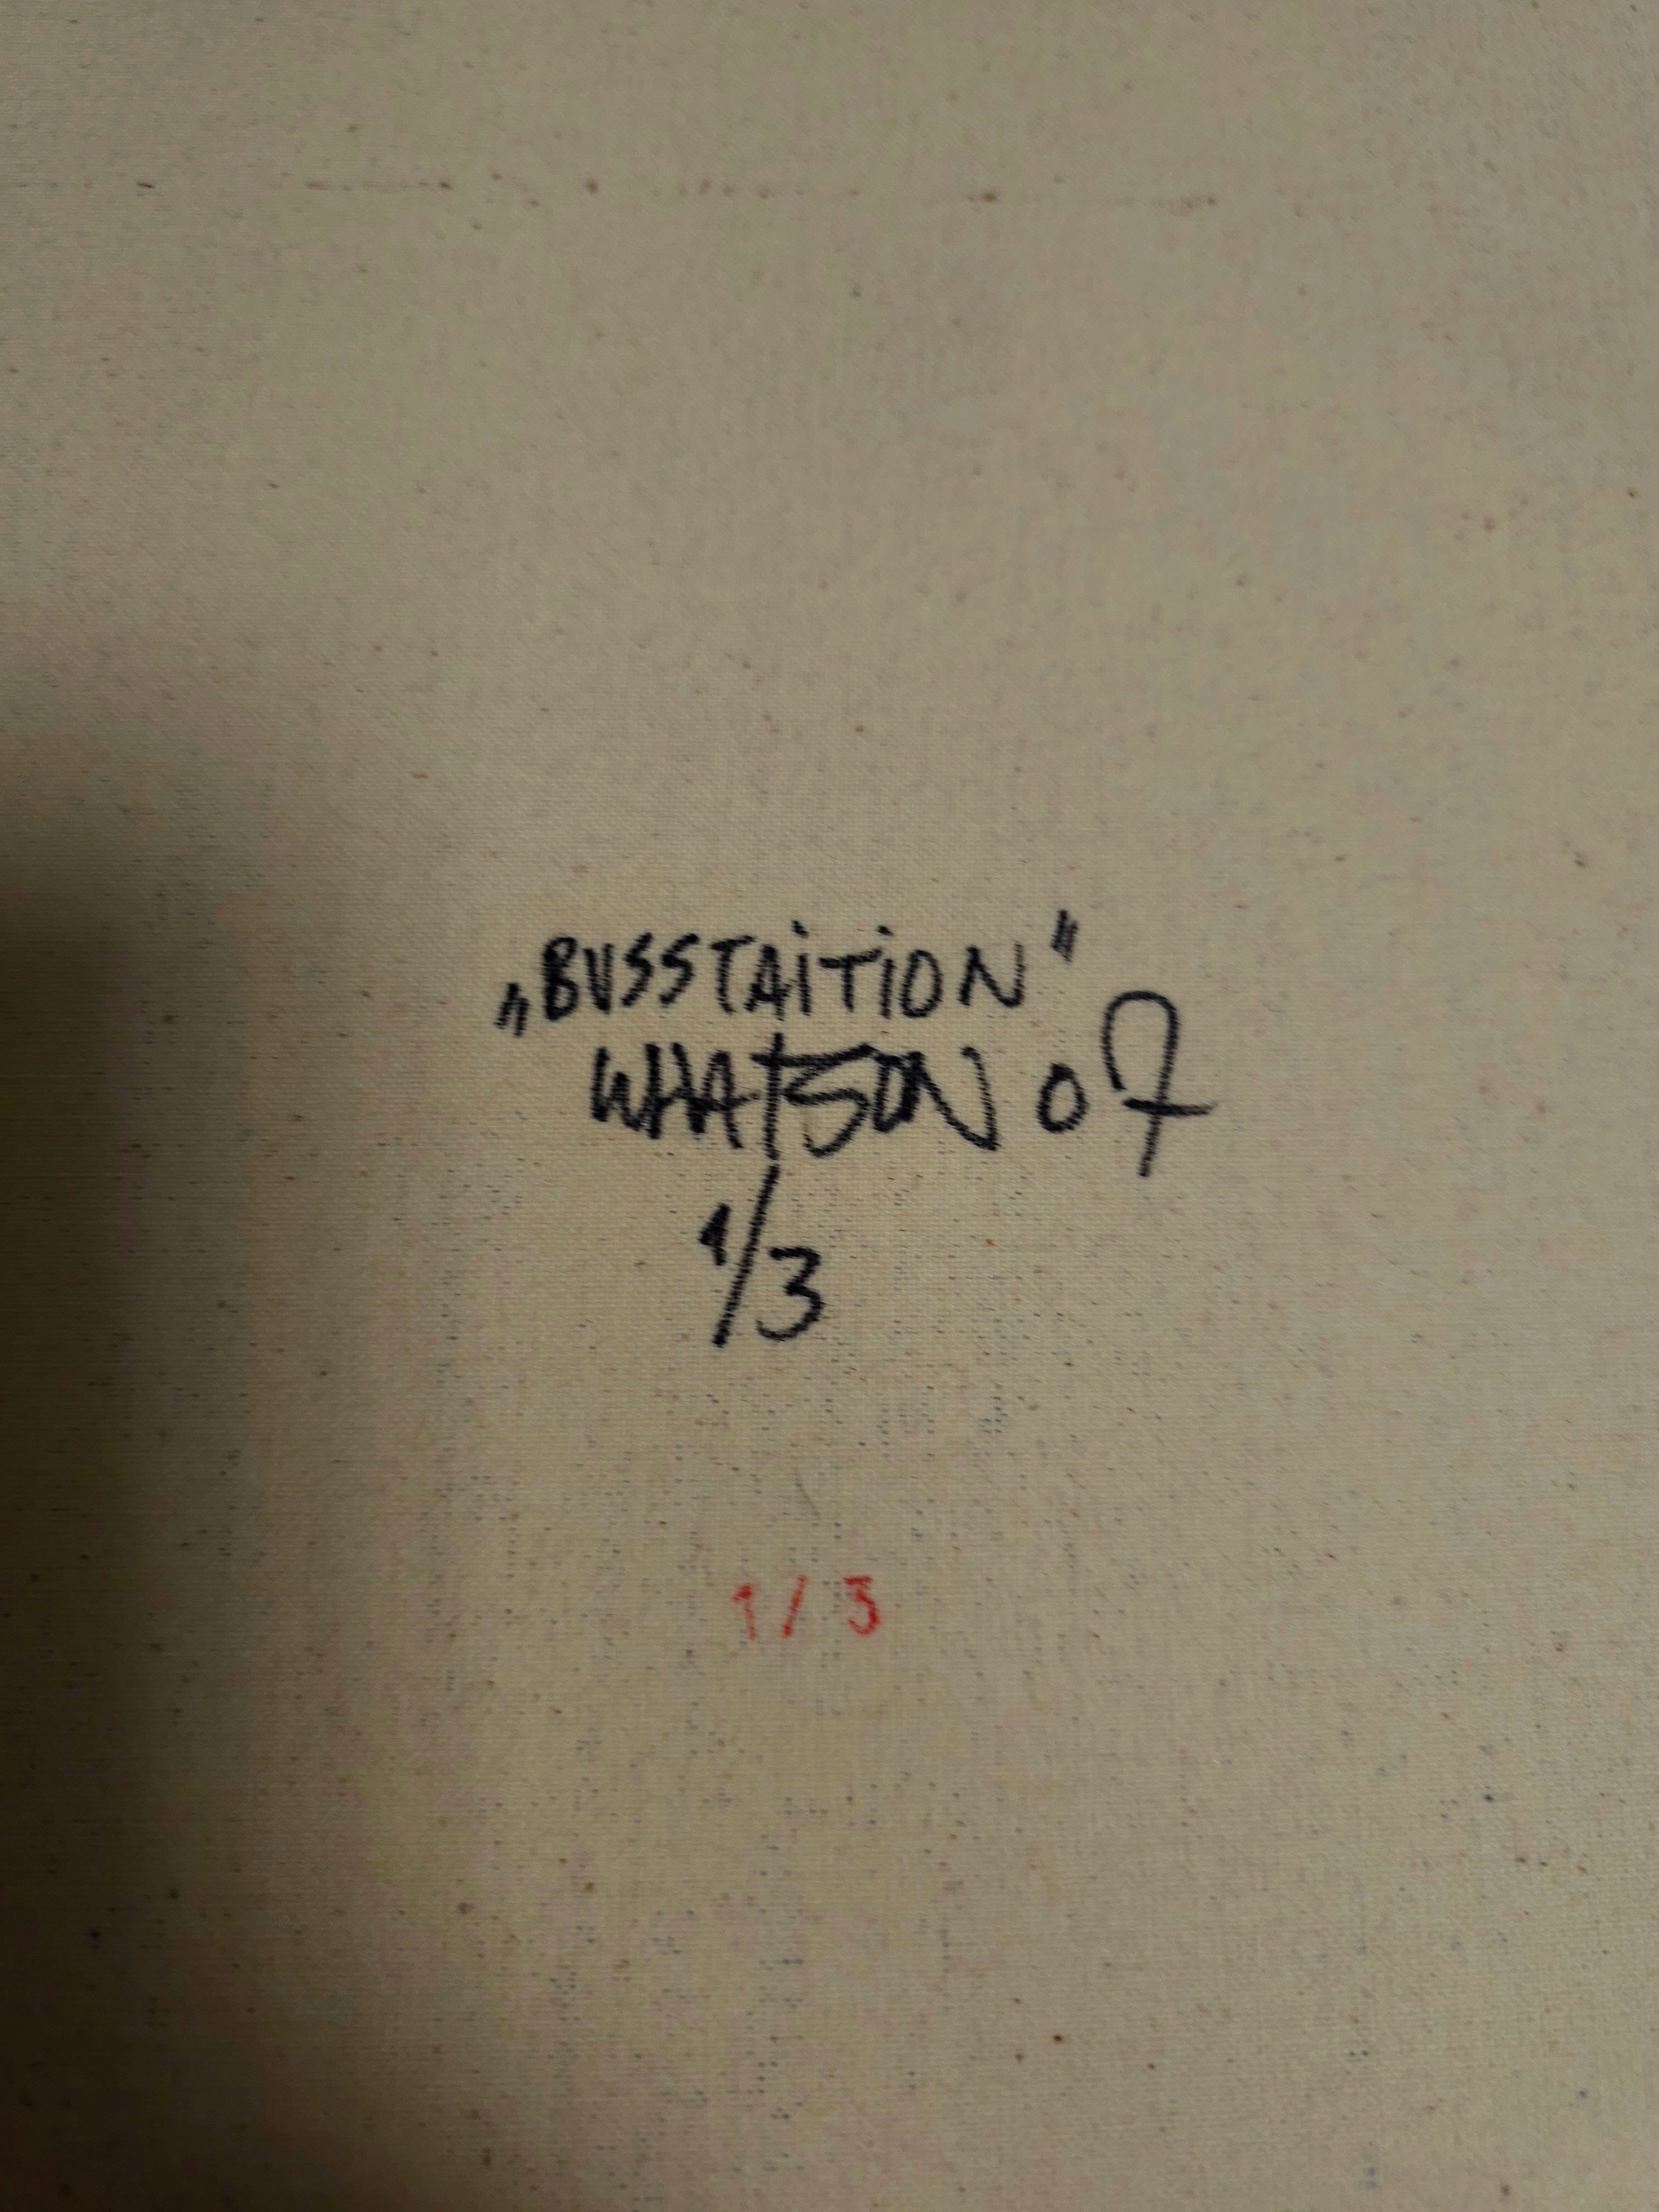 „BUSSTAiTiON"
WHATSON 07
1/3
1/3